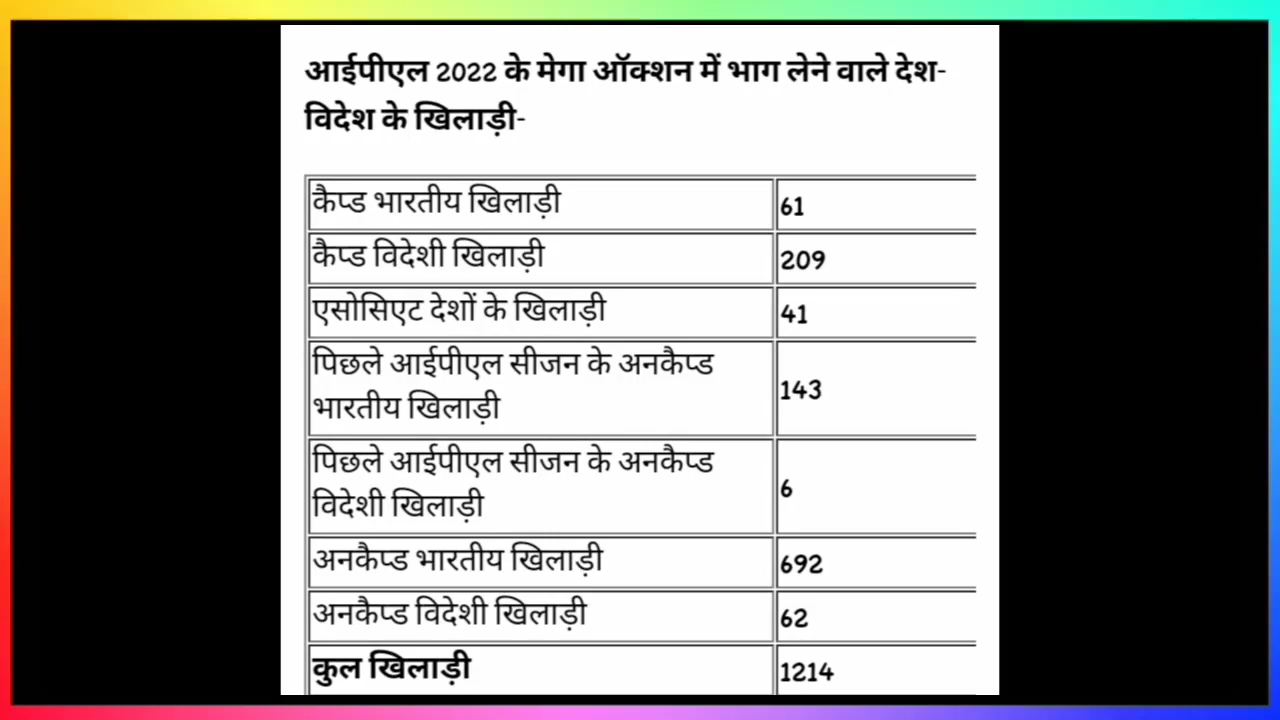 आईपीएल 2022 के मेगा ऑक्शन में भाग लेने वाले देश-
विदेश के खिलाड़ी-
कैप्ड भारतीय खिलाड़ी 61
कैप्ड विदेशी खिलाड़ी 209
एसोसिएट देशों के खिलाड़ी 41
पिछले आईपीएल सीजन के अनकैप्ड
भारतीय खिलाड़ी 143
पिछले आईपीएल सीजन के अनकैप्ड
विदेशी खिलाड़ी 6
अनकैप्ड भारतीय खिलाड़ी 692
अनकैप्ड विदेशी खिलाड़ी 62
कुल खिलाड़ी 1214